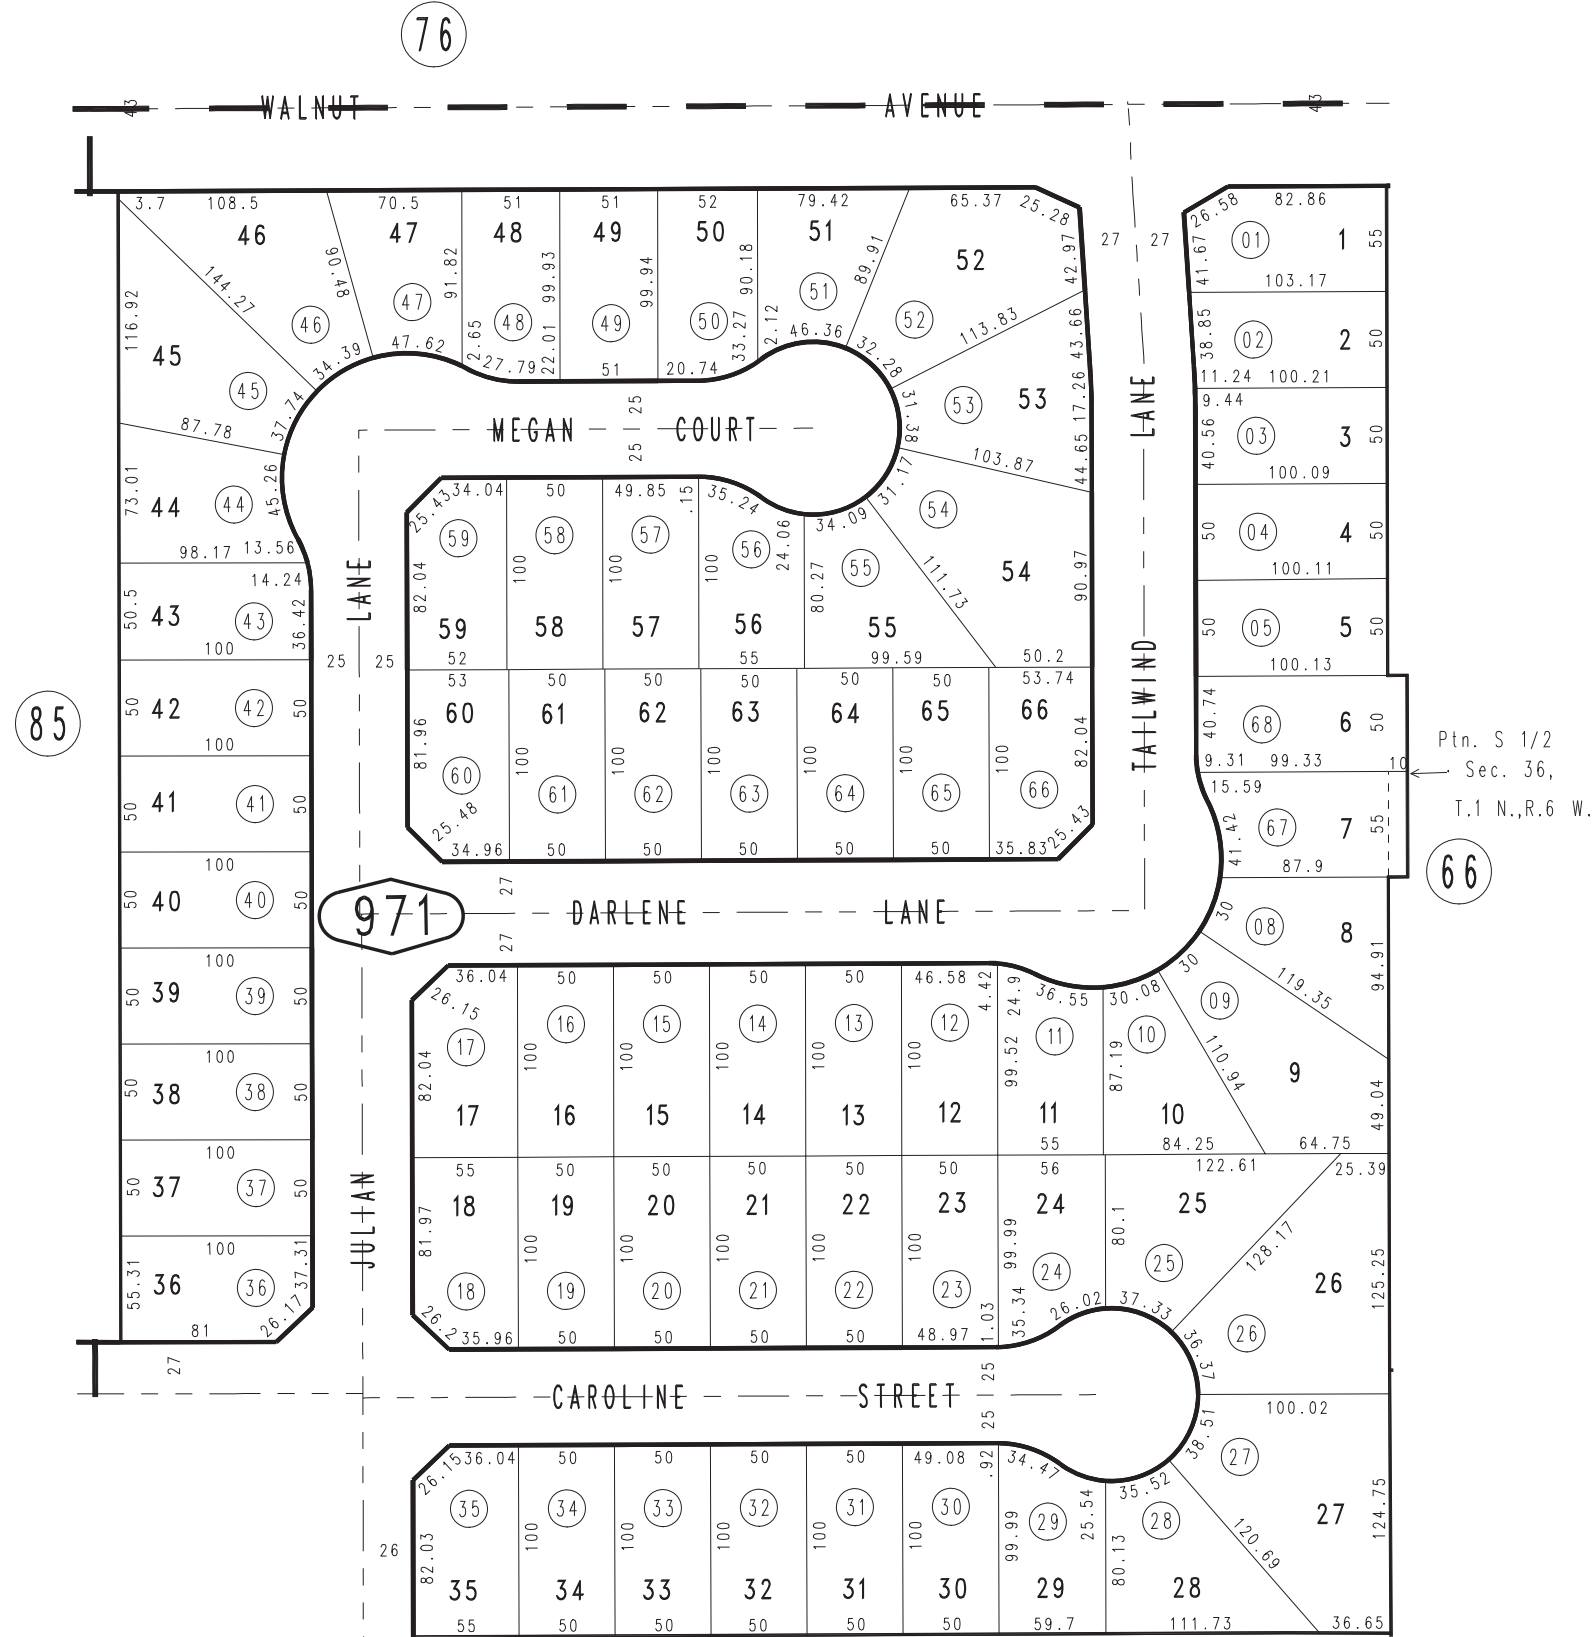 76
43 WALNUT AVENUE 43
3.7 108.5 70.5 51 51 52 79.42 65.37 25.28 26.58 82.86
46 47 48 49 50 51 52 27 27 01 1 55
144.27 90.48 91.82 99.93 99.94 90.18 89.91 42.97 41.67 103.17
116.92 46 47 48 49 50 51 52 113.83
45 34.39 47.62 2.65 27.79 22.01 51 20.74 33.27 2.12 46.36 32.28 43.66 38.85 02 2 50
45 37.74 31.38 53 53 17.26 11.24 100.21
87.78 25 MEGAN COURT 25 103.87 44.65 9.44
40.56 03 3 50
100.09
73.01 44 44 45.26 31.17
98.17 13.56
25.43 34.04 50 49.85 .15 35.24 34.09 54
59 58 57 56 24.06 55 111.73 54 90.97
50 04 4 50
100.11
14.24
50.5 43 43 36.42
100
LANE
82.04 100 100 80.27
59 58 57 56 55
52 55 99.59 50.2
50 05 5 50
100.13
25 25
LANE
TAILWIND
85
50 42 42 50
100
53 50 50 50 50 53.74
60 61 62 63 64 65 66
81.96 100 100 100 100 100 100 82.04
60 61 62 63 64 65 66
25.48 34.96 50 50 50 50 50 35.83 25.43
40.74 68 6 50
9.31 99.33 10
Ptn. S 1/2
Sec. 36,
T.1 N.,R.6 W.
15.59
41.42 67 7 55
87.9
66
50 41 41 50
100
50 40 40 50
100
971
27 DARLENE LANE 27
30 08 8
119.35 94.91
50 39 39 50
100
36.04 50 50 50 50 46.58 4.42 24.9 36.55 30.08 30
26.15 17 16 15 14 13 12 11 10 09
82.04 100 100 100 100 100 99.52 87.19 110.94 9
17 16 15 14 13 12 11 10 49.04
55 84.25 64.75
50 38 38 50
100
50 37 37 50
100
55.31 36 36 37.31
81 26.17
27
JULIAN
55 50 50 50 50 50 56 122.61 25.39
18 19 20 21 22 23 24 25
81.97 100 100 100 100 100 99.99 80.1 128.17 26 125.25
18 19 20 21 22 23 24 25 26
26.2 35.96 50 50 50 50 48.97 1.03 35.34 26.02 37.33 36.37
25 CAROLINE STREET 25
100.02
38.51 27
26.15 36.04 50 50 50 50 49.08 .92 34.47 35.52
35 34 33 32 31 30 29 25.54 28 27 124.75
26 82.03 100 100 100 100 100 99.99 80.13 120.69
35 34 33 32 31 30 29 28
55 50 50 50 50 50 59.7 111.73 36.65